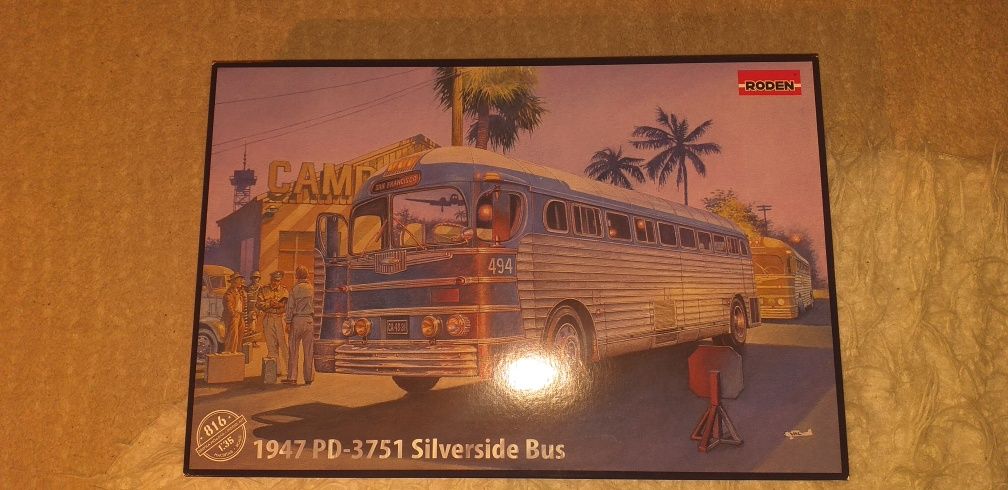 RODEN
CAMP
SAN FRANCISCO
494
816
1:35
1947 PD-3751 Silverside Bus